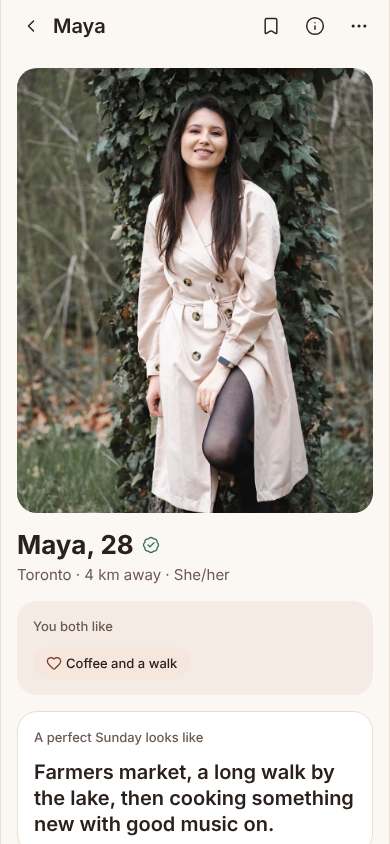 Maya
Maya, 28
Toronto · 4 km away · She/her
You both like
Coffee and a walk
A perfect Sunday looks like
Farmers market, a long walk by
the lake, then cooking something
new with good music on.